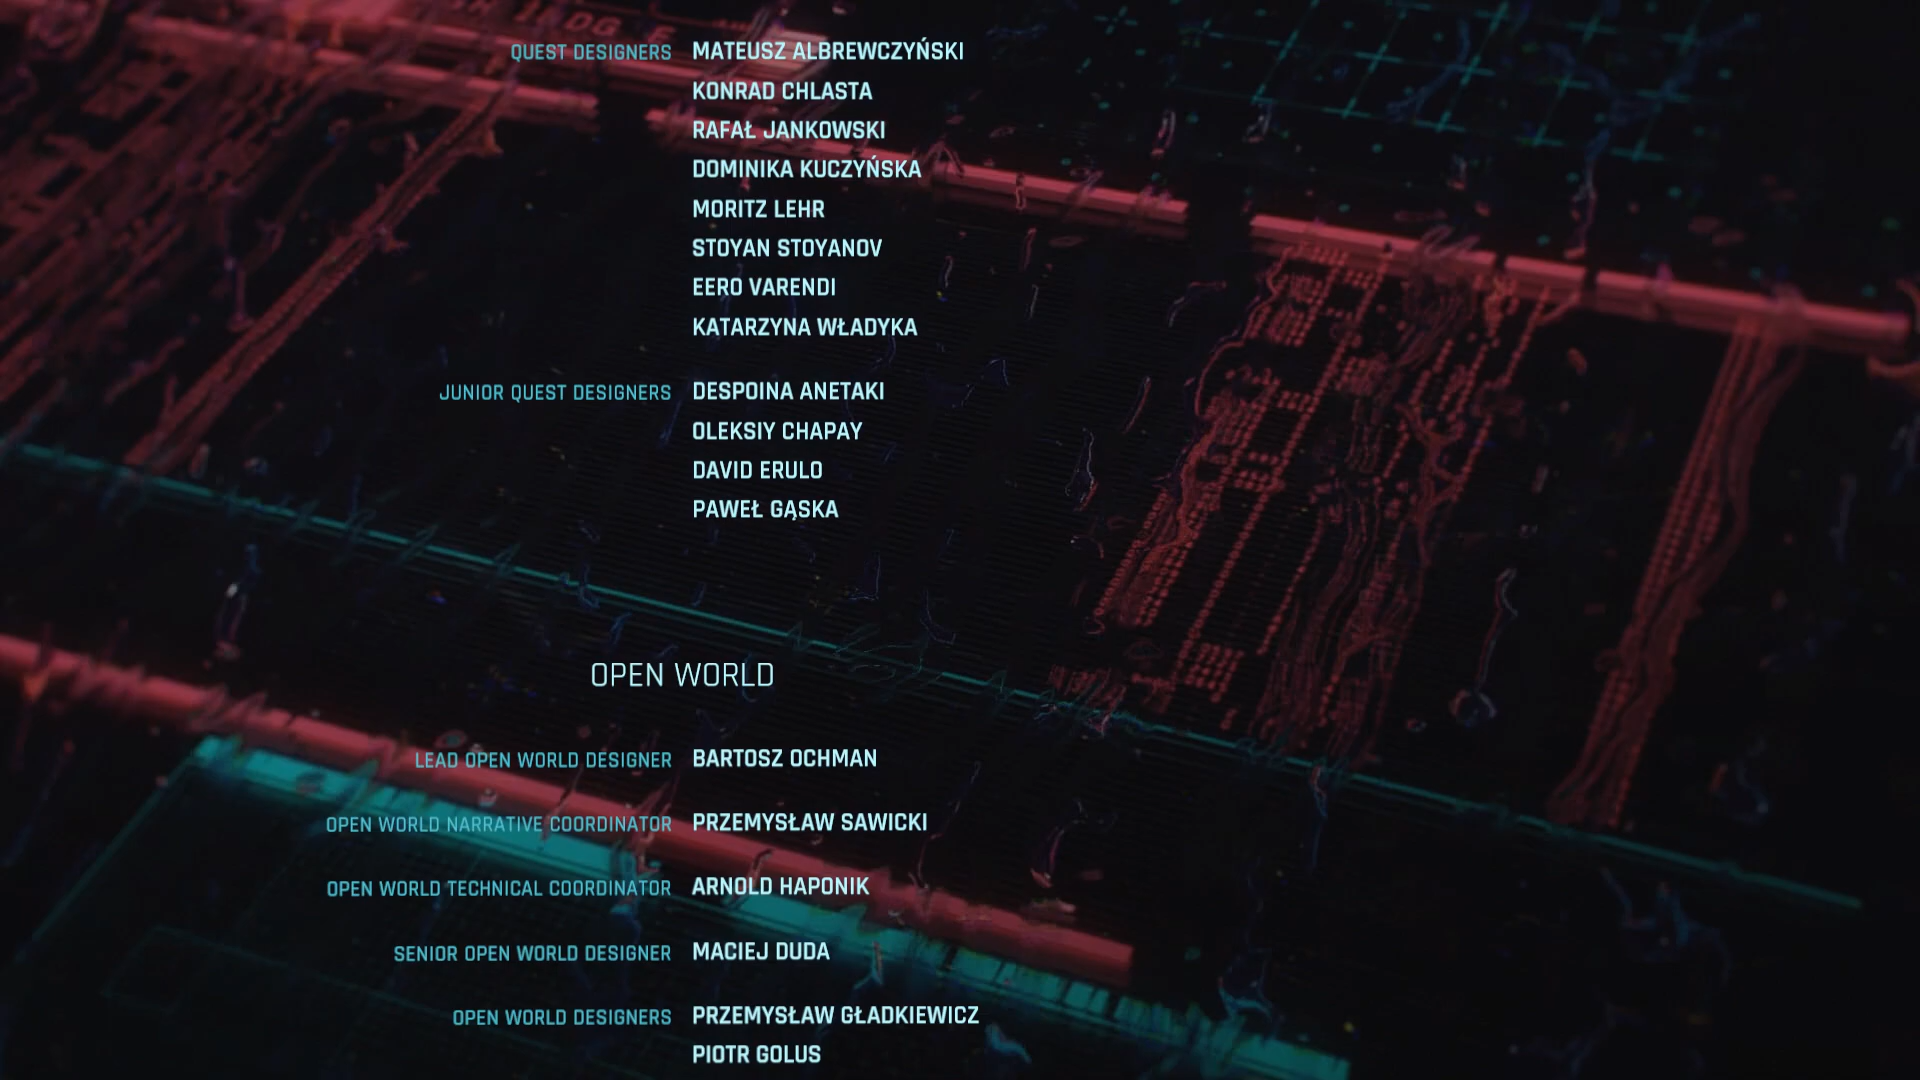 QUEST DESIGNERS MATEUSZ ALBREWCZYŃSKI
KONRAD CHLASTA
RAFAŁ JANKOWSKI
DOMINIKA KUCZYŃSKA
MORITZ LEHR
STOYAN STOYANOV
EERO VARENDI
KATARZYNA WŁADYKA
JUNIOR QUEST DESIGNERS DESPOINA ANETAKI
OLEKSIY CHAPAY
DAVID ERULO
PAWEŁ GĄSKA
OPEN WORLD
LEAD OPEN WORLD DESIGNER BARTOSZ OCHMAN
OPEN WORLD NARRATIVE COORDINATOR PRZEMYSŁAW SAWICKI
OPEN WORLD TECHNICAL COORDINATOR ARNOLD HAPONIK
SENIOR OPEN WORLD DESIGNER MACIEJ DUDA
OPEN WORLD DESIGNERS PRZEMYSŁAW GŁADKIEWICZ
PIOTR GOLUS